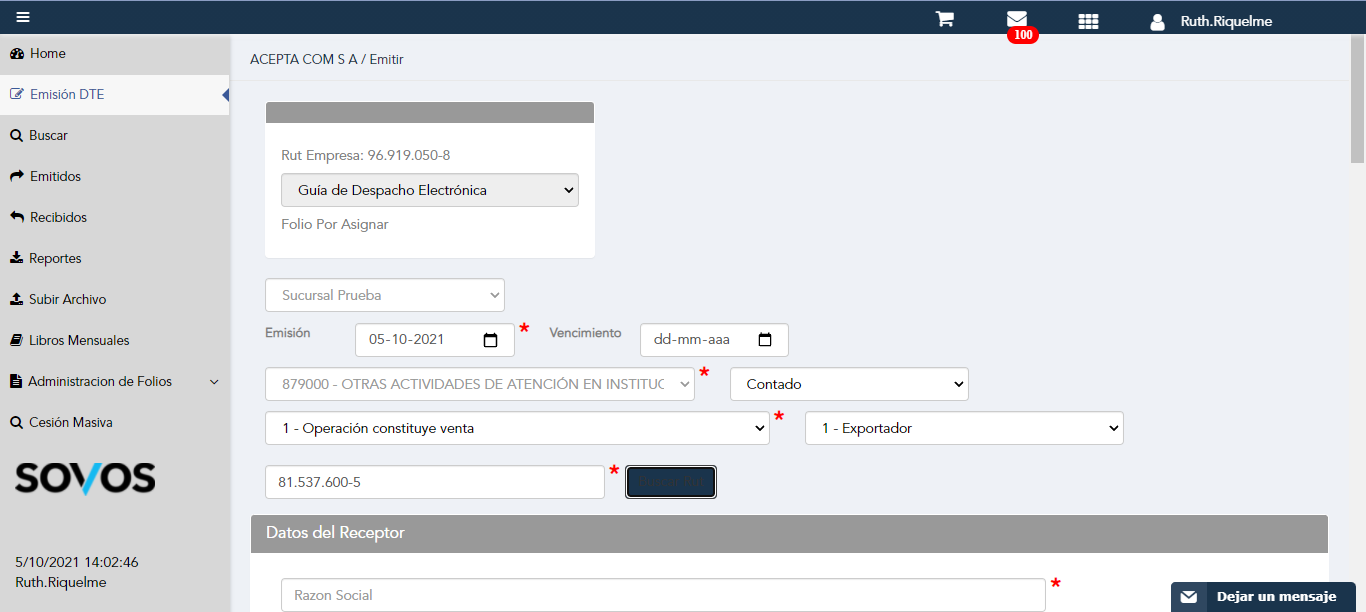 Ruth.Riquelme
100
Home
ACEPTA COM S A / Emitir
Emisión DTE
Buscar
Emitidos
Recibidos
Reportes
Subir Archivo
Libros Mensuales
Administracion de Folios
Cesión Masiva
SOVOS
5/10/2021 14:02:46
Ruth.Riquelme
Rut Empresa: 96.919.050-8
Guía de Despacho Electrónica
Folio Por Asignar
Sucursal Prueba
Emisión 05-10-2021 * Vencimiento dd-mm-aaa
879000 - OTRAS ACTIVIDADES DE ATENCIÓN EN INSTITUC * Contado
1 - Operación constituye venta * 1 - Exportador
81.537.600-5 *
Datos del Receptor
Razon Social *
Dejar un mensaje